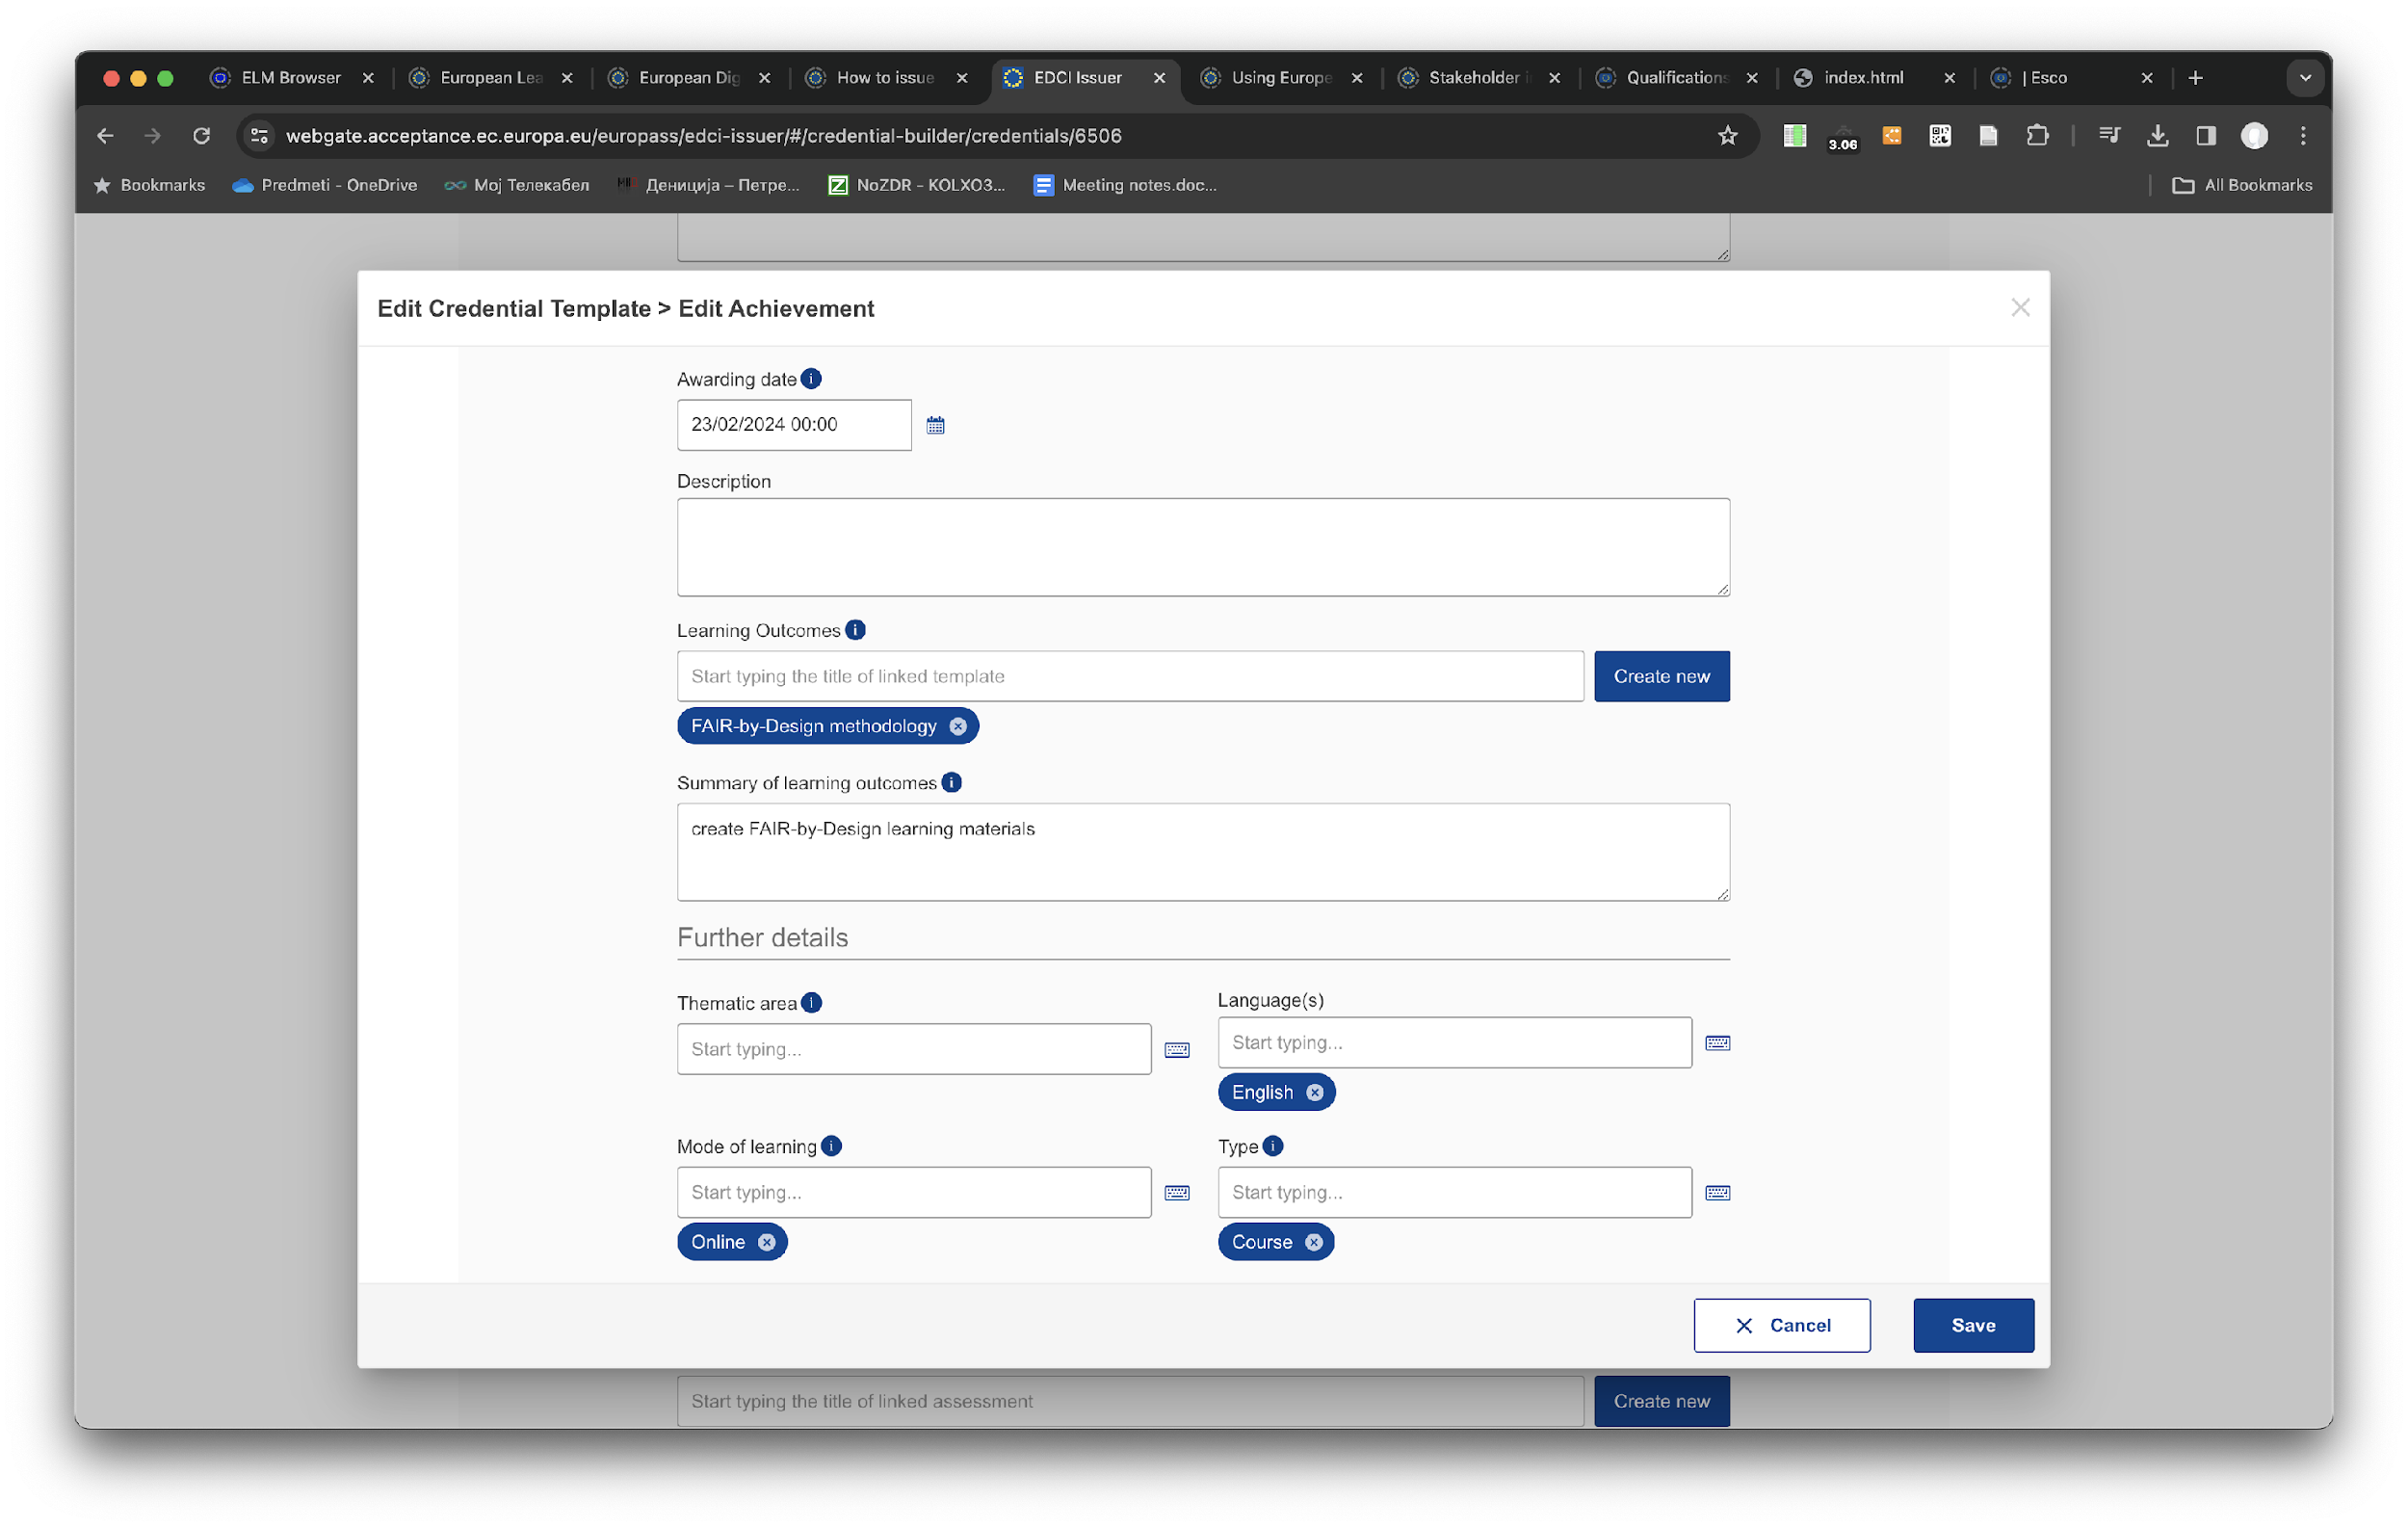 ELM Browser
European Lea
European Dig
How to issue
EDCI Issuer
Using Europe
Stakeholder i
Qualifications
index.html
| Esco
webgate.acceptance.ec.europa.eu/europass/edci-issuer/#/credential-builder/credentials/6506
3.06
Bookmarks
Predmeti - OneDrive
Мој Телекабел
Дениција – Петре...
NoZDR - KOLXO3...
Meeting notes.doc...
All Bookmarks
Edit Credential Template > Edit Achievement
Awarding date
23/02/2024 00:00
Description
Learning Outcomes
Start typing the title of linked template
Create new
FAIR-by-Design methodology
Summary of learning outcomes
create FAIR-by-Design learning materials
Further details
Thematic area
Language(s)
Start typing...
Start typing...
English
Mode of learning
Type
Start typing...
Start typing...
Online
Course
Cancel
Save
Start typing the title of linked assessment
Create new